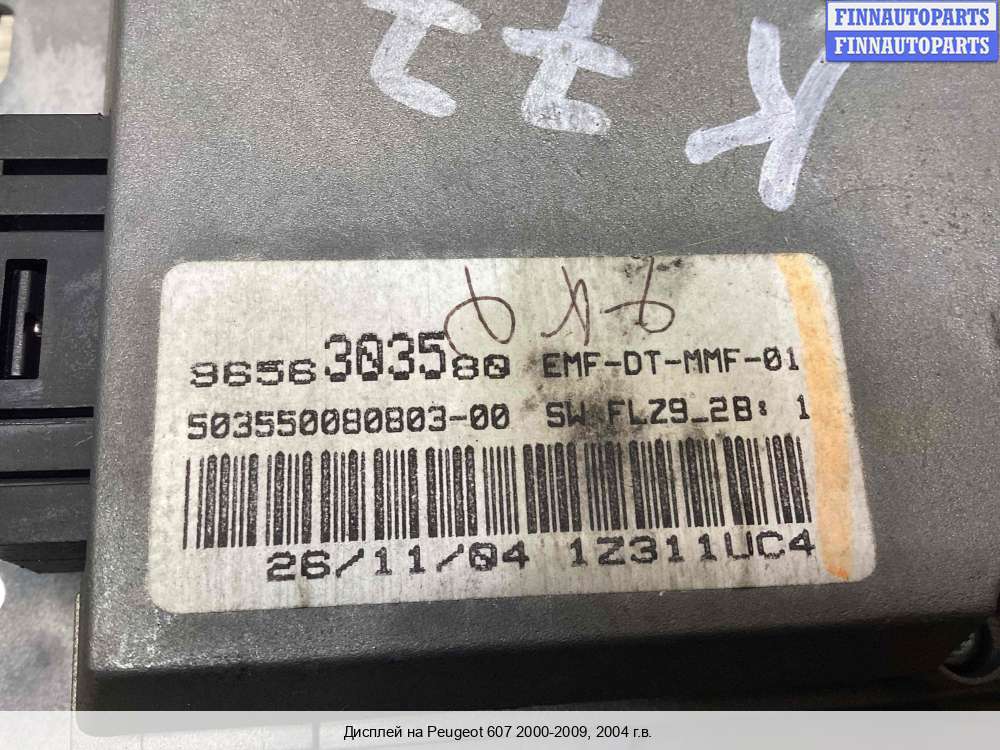 FINNAUTOPARTS
FINNAUTOPARTS
9656303580 EMF-DT-MMF-01
503550080803-00 SW FLZ9_28: 1
26/11/04 1Z311UC4
Дисплей на Peugeot 607 2000-2009, 2004 г.в.